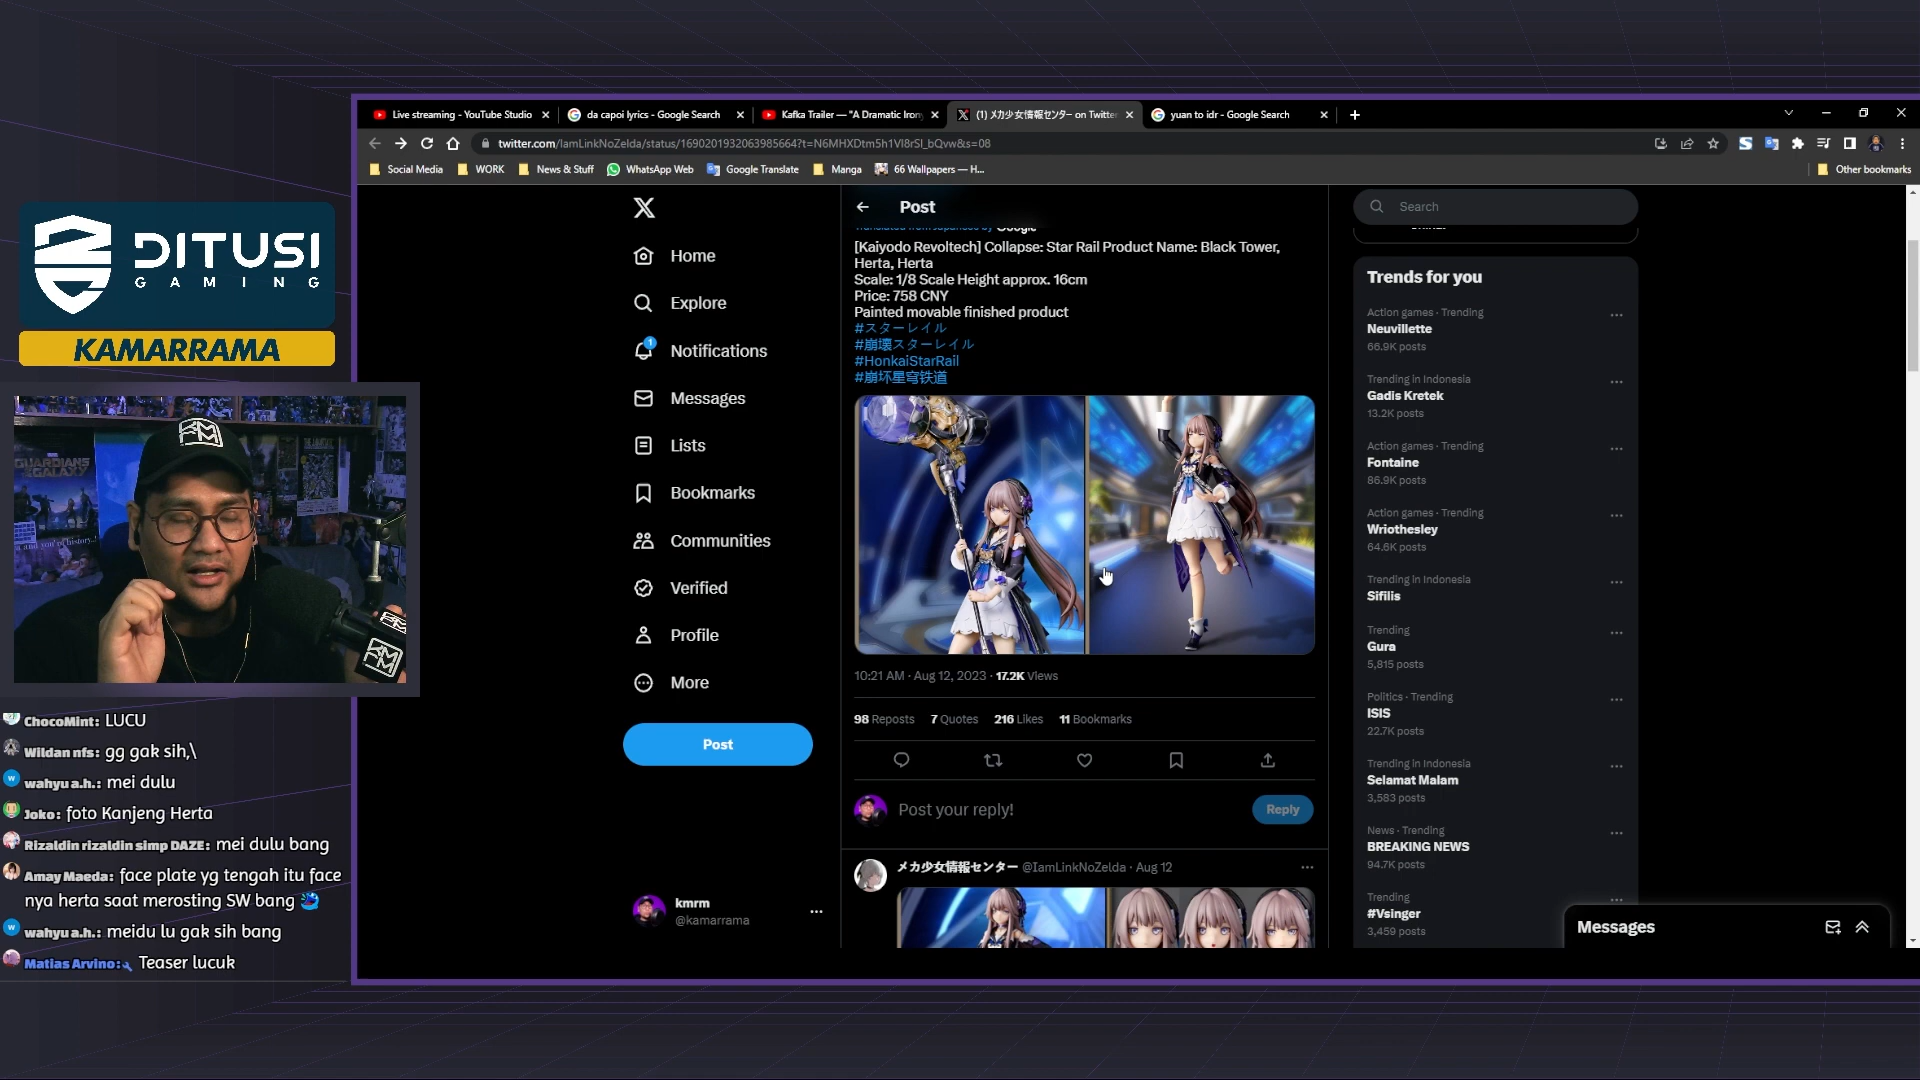 Live streaming - YouTube Studio
da capoi lyrics - Google Search
Kafka Trailer — "A Dramatic Irony
(1) メカ少女情報センター on Twitter
yuan to idr - Google Search
twitter.com/IamLinkNoZelda/status/1690201932063985664?t=N6MHXDtm5h1Vl8rSl_bQvw&s=08
Social Media
WORK
News & Stuff
WhatsApp Web
Google Translate
Manga
66 Wallpapers — H...
Other bookmarks
DITUSI
GAMING
KAMARRAMA
GUARDIANS
GALAXY
ChocoMint: LUCU
Wildan nfs: gg gak sih,\
wahyu a.h.: mei dulu
Joko: foto Kanjeng Herta
Rizaldin rizaldin simp DAZE: mei dulu bang
Amay Maeda: face plate yg tengah itu face
nya herta saat merosting SW bang
wahyu a.h.: meidu lu gak sih bang
Matias Arvino: Teaser lucuk
Home
Explore
1
Notifications
Messages
Lists
Bookmarks
Communities
Verified
Profile
More
Post
kmrm
@kamarrama
Post
Translated from Japanese by Google
[Kaiyodo Revoltech] Collapse: Star Rail Product Name: Black Tower,
Herta, Herta
Scale: 1/8 Scale Height approx. 16cm
Price: 758 CNY
Painted movable finished product
#スターレイル
#崩壊スターレイル
#HonkaiStarRail
#崩坏星穹铁道
10:21 AM · Aug 12, 2023 · 17.2K Views
98 Reposts 7 Quotes 216 Likes 11 Bookmarks
Post your reply!
Reply
メカ少女情報センター @IamLinkNoZelda · Aug 12
Search
Trends for you
Action games · Trending
Neuvillette
66.9K posts
Trending in Indonesia
Gadis Kretek
13.2K posts
Action games · Trending
Fontaine
86.9K posts
Action games · Trending
Wriothesley
64.6K posts
Trending in Indonesia
Sifilis
Trending
Gura
5,815 posts
Politics · Trending
ISIS
22.7K posts
Trending in Indonesia
Selamat Malam
3,583 posts
News · Trending
BREAKING NEWS
94.7K posts
Trending
#Vsinger
3,459 posts
Messages